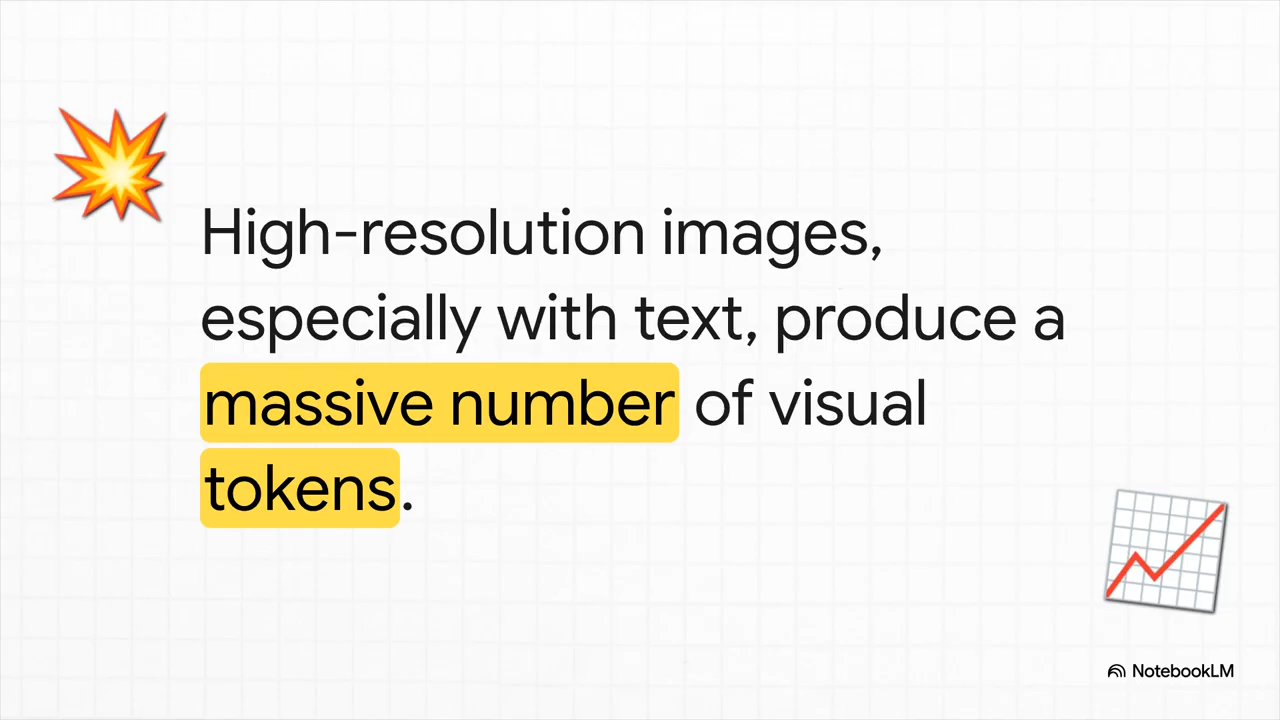 High-resolution images,
especially with text, produce a
massive number of visual
tokens.
NotebookLM